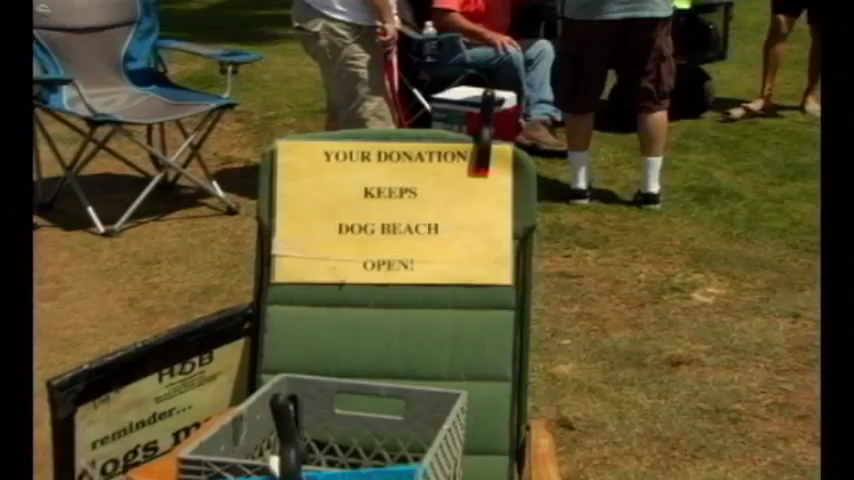 YOUR DONATION
KEEPS
DOG BEACH
OPEN!
HDB
reminder...